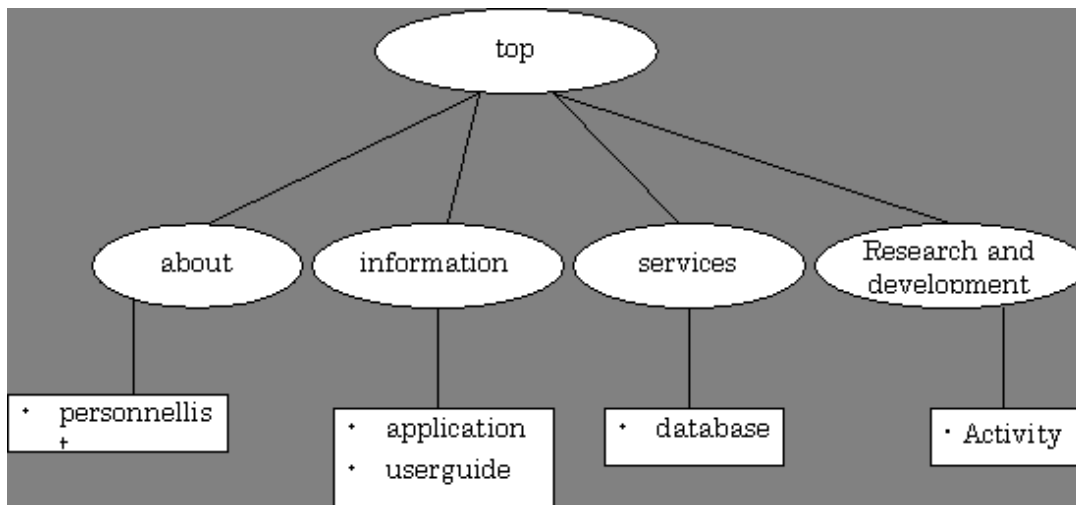 top
about
information
services
Research and
development
• personnellis
t
• application
• userguide
• database
• Activity